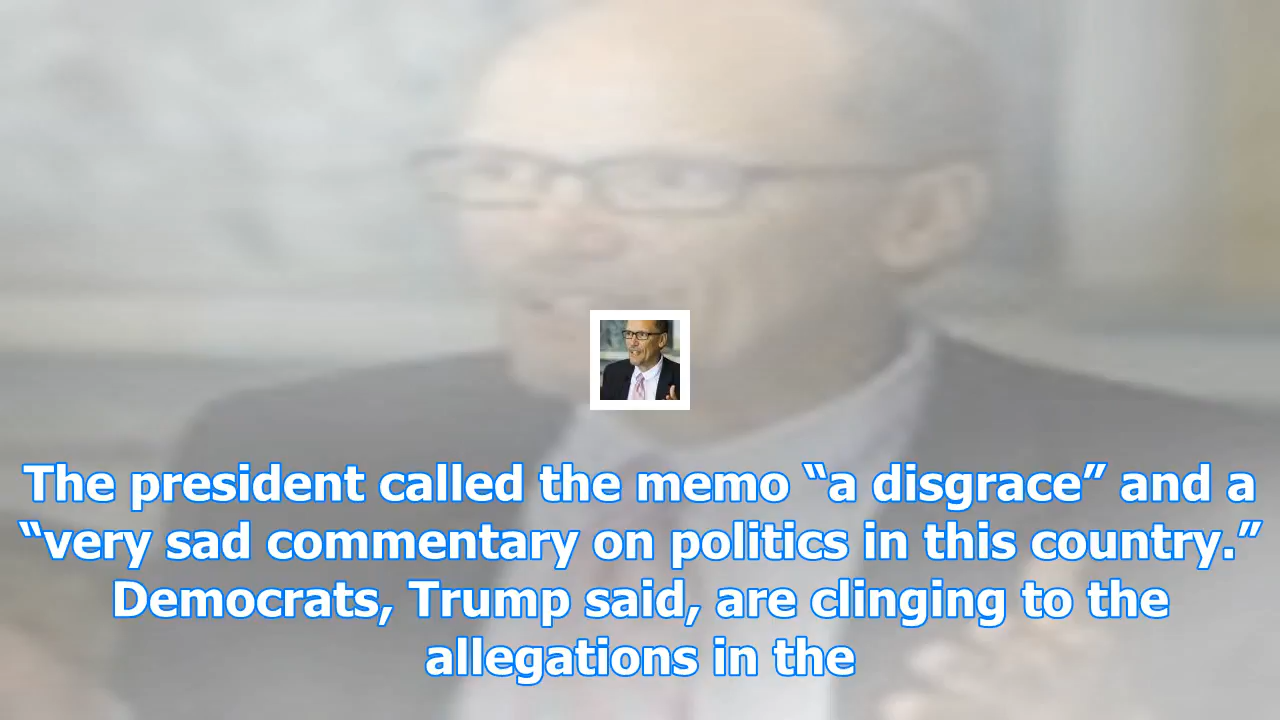 The president called the memo “a disgrace” and a
“very sad commentary on politics in this country.”
Democrats, Trump said, are clinging to the
allegations in the